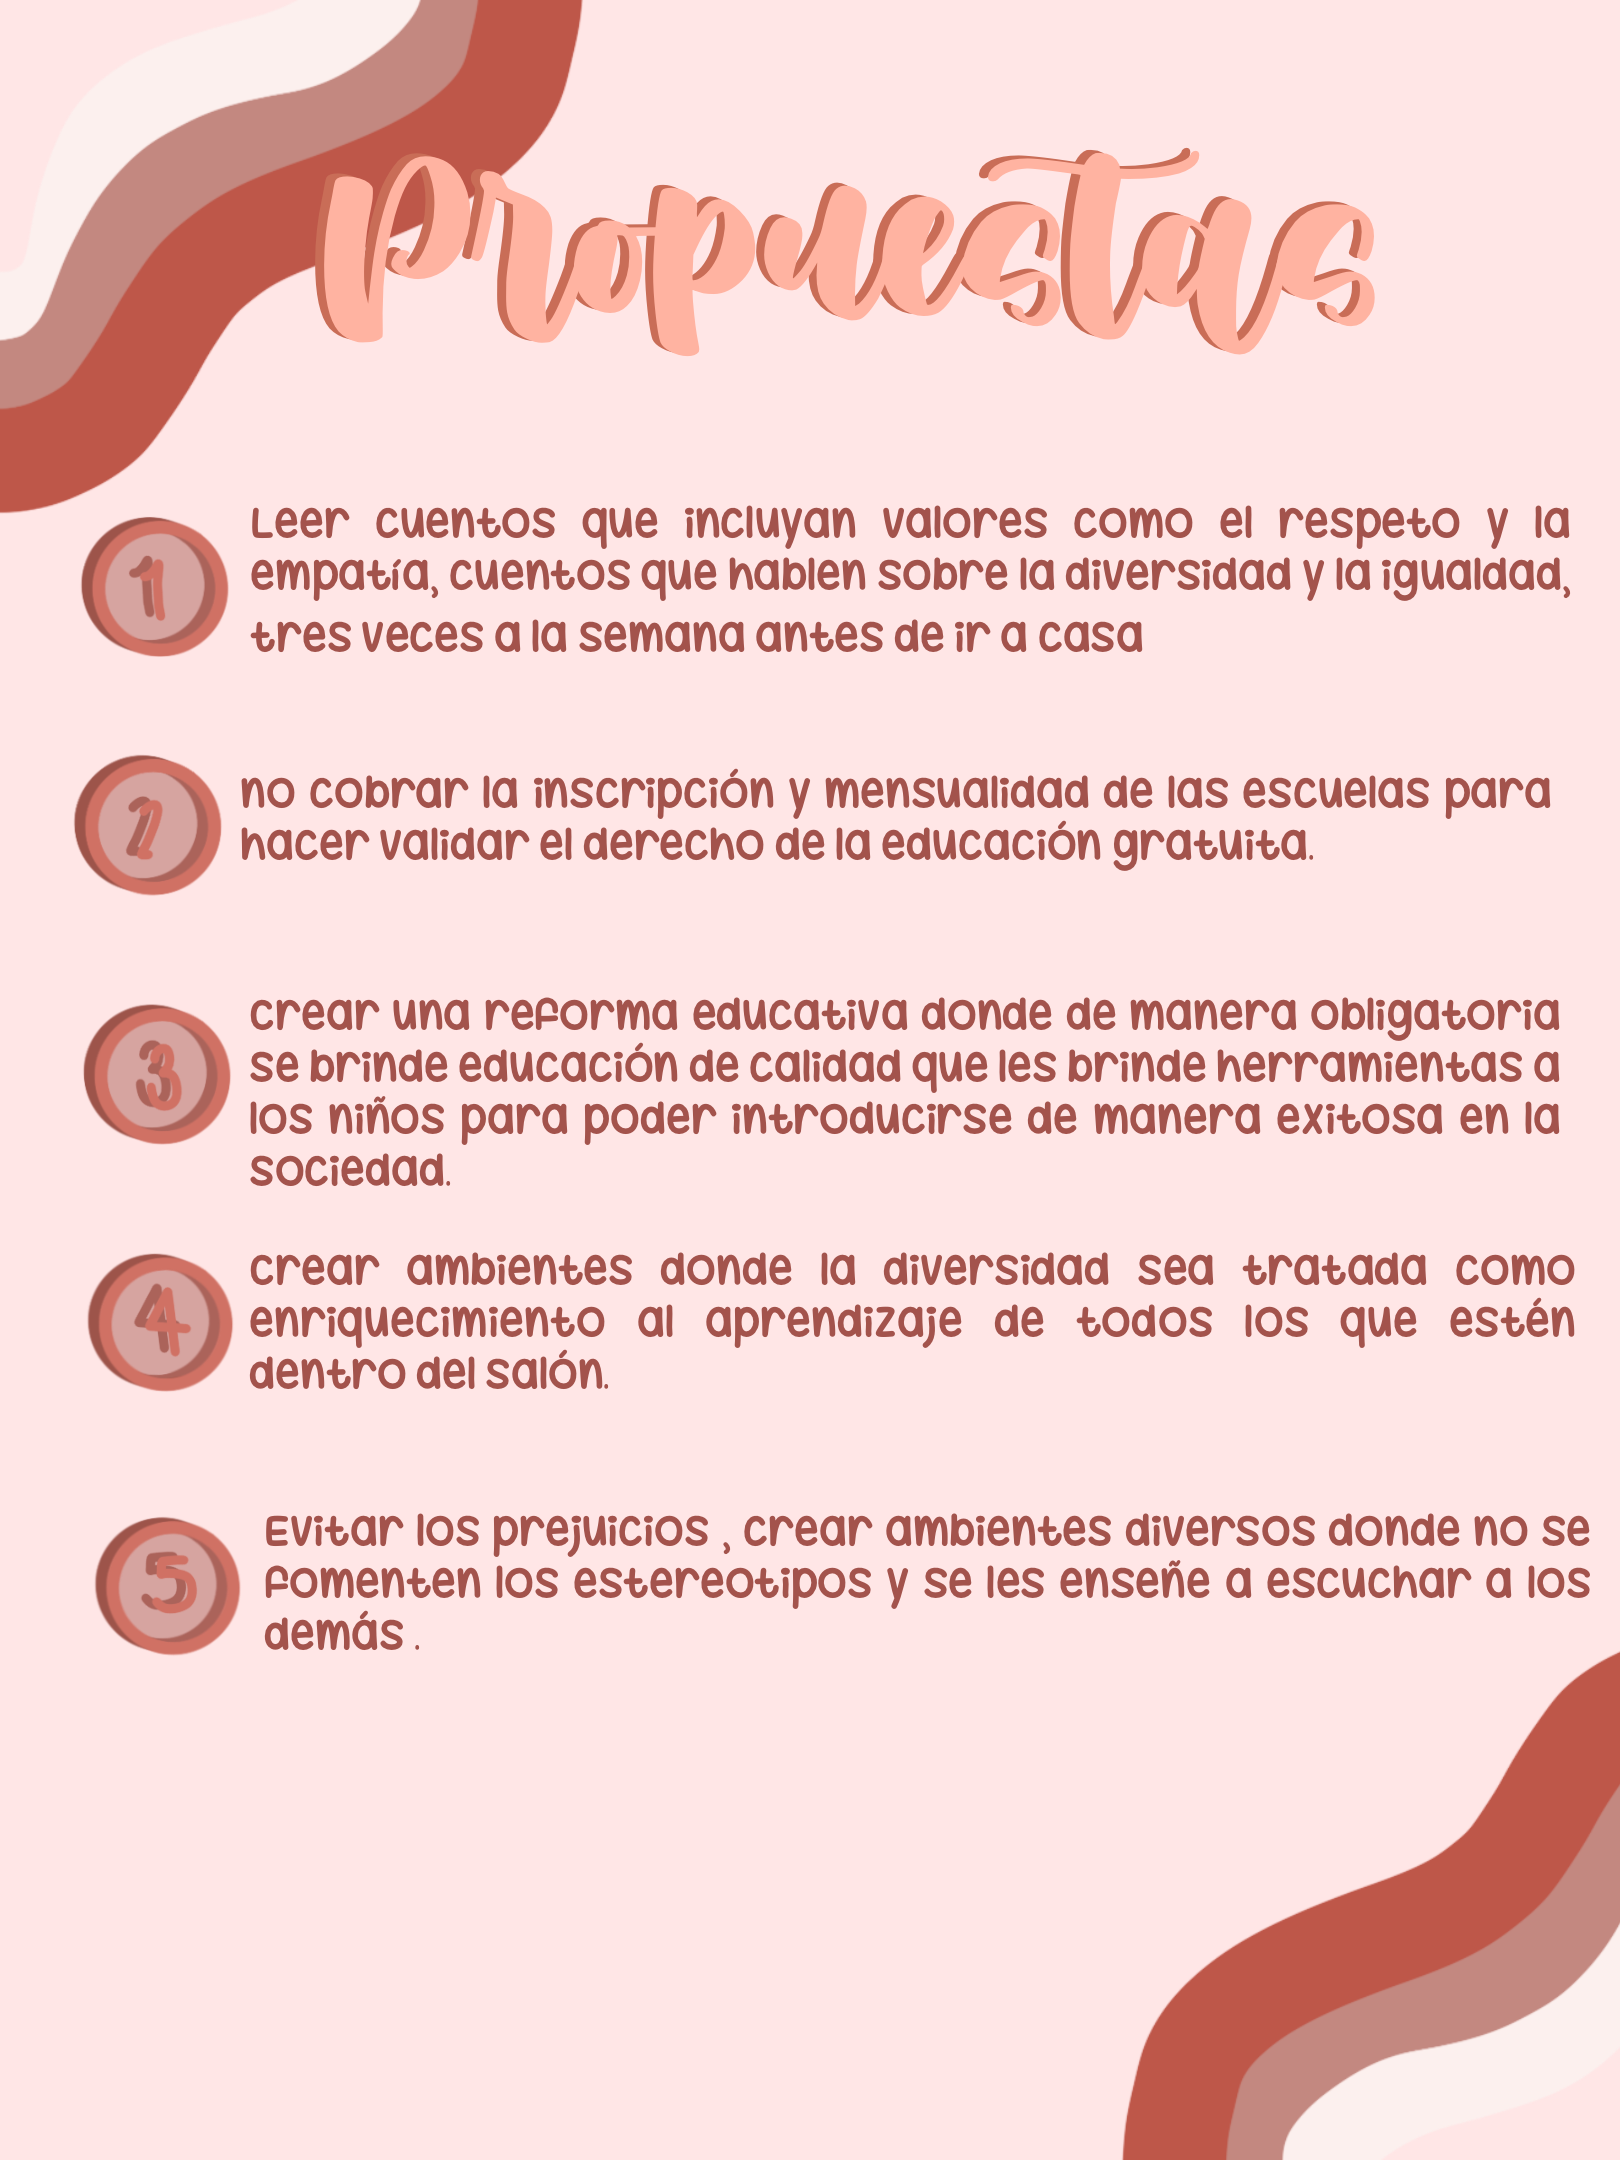 Propuestas
1
Leer cuentos que incluyan valores como el respeto y la
empatía, cuentos que hablen sobre la diversidad y la igualdad,
tres veces a la semana antes de ir a casa
2
no cobrar la inscripción y mensualidad de las escuelas para
hacer validar el derecho de la educación gratuita.
3
crear una reforma educativa donde de manera obligatoria
se brinde educación de calidad que les brinde herramientas a
los niños para poder introducirse de manera exitosa en la
sociedad.
4
crear ambientes donde la diversidad sea tratada como
enriquecimiento al aprendizaje de todos los que estén
dentro del salón.
5
Evitar los prejuicios , crear ambientes diversos donde no se
fomenten los estereotipos y se les enseñe a escuchar a los
demás .